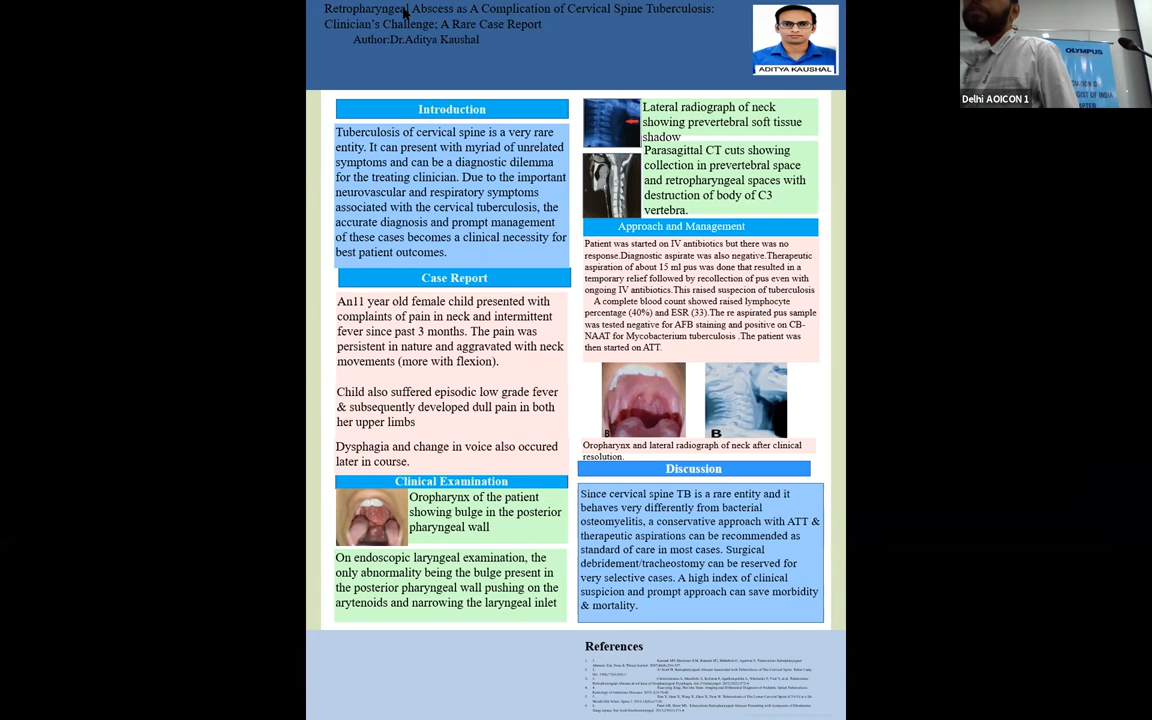 Retropharyngeal Abscess as A Complication of Cervical Spine Tuberculosis:
Clinician's Challenge; A Rare Case Report
Author:Dr.Aditya Kaushal
ADITYA KAUSHAL
OLYMPUS
Delhi AOICON 1
Introduction
Tuberculosis of cervical spine is a very rare
entity. It can present with myriad of unrelated
symptoms and can be a diagnostic dilemma
for the treating clinician. Due to the important
neurovascular and respiratory symptoms
associated with the cervical tuberculosis, the
accurate diagnosis and prompt management
of these cases becomes a clinical necessity for
best patient outcomes.
Case Report
An11 year old female child presented with
complaints of pain in neck and intermittent
fever since past 3 months. The pain was
persistent in nature and aggravated with neck
movements (more with flexion).
Child also suffered episodic low grade fever
& subsequently developed dull pain in both
her upper limbs
Dysphagia and change in voice also occured
later in course.
Clinical Examination
Oropharynx of the patient
showing bulge in the posterior
pharyngeal wall
On endoscopic laryngeal examination, the
only abnormality being the bulge present in
the posterior pharyngeal wall pushing on the
arytenoids and narrowing the laryngeal inlet
Lateral radiograph of neck
showing prevertebral soft tissue
shadow
Parasagittal CT cuts showing
collection in prevertebral space
and retropharyngeal spaces with
destruction of body of C3
vertebra.
Approach and Management
Patient was started on IV antibiotics but there was no
response.Diagnostic aspirate was also negative.Therapeutic
aspiration of about 15 ml pus was done that resulted in a
temporary relief followed by recollection of pus even with
ongoing IV antibiotics.This raised suspecion of tuberculosis
A complete blood count showed raised lymphocyte
percentage (40%) and ESR (33).The re aspirated pus sample
was tested negative for AFB staining and positive on CB-
NAAT for Mycobacterium tuberculosis .The patient was
then started on ATT.
B
B
Oropharynx and lateral radiograph of neck after clinical
resolution.
Discussion
Since cervical spine TB is a rare entity and it
behaves very differently from bacterial
osteomyelitis, a conservative approach with ATT &
therapeutic aspirations can be recommended as
standard of care in most cases. Surgical
debridement/tracheostomy can be reserved for
very selective cases. A high index of clinical
suspicion and prompt approach can save morbidity
& mortality.
References